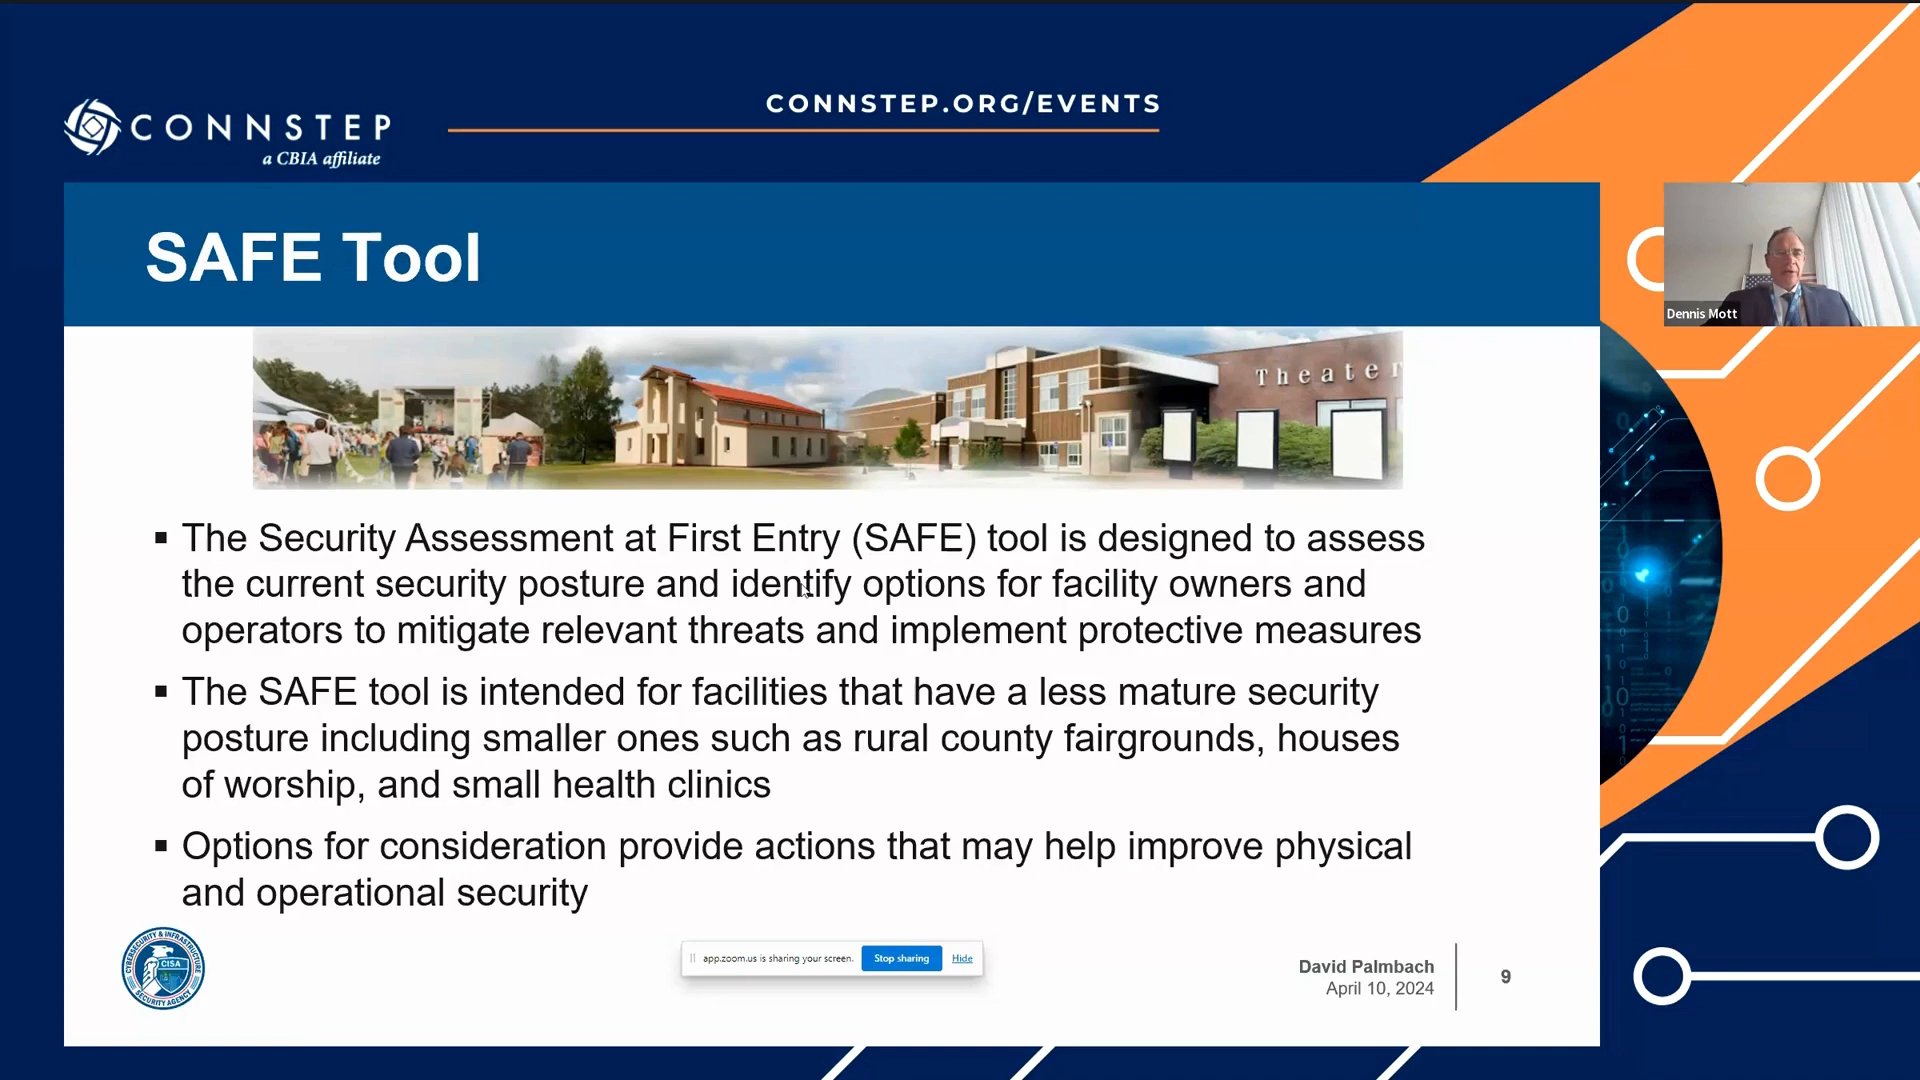 CONNSTEP
a CBIA affiliate
CONNSTEP.ORG/EVENTS
SAFE Tool
Theater
Dennis Mott
▪ The Security Assessment at First Entry (SAFE) tool is designed to assess
the current security posture and identify options for facility owners and
operators to mitigate relevant threats and implement protective measures
▪ The SAFE tool is intended for facilities that have a less mature security
posture including smaller ones such as rural county fairgrounds, houses
of worship, and small health clinics
▪ Options for consideration provide actions that may help improve physical
and operational security
CYBERSECURITY & INFRASTRUCTURE
CISA
SECURITY AGENCY
app.zoom.us is sharing your screen.
Stop sharing
Hide
David Palmbach
April 10, 2024
9